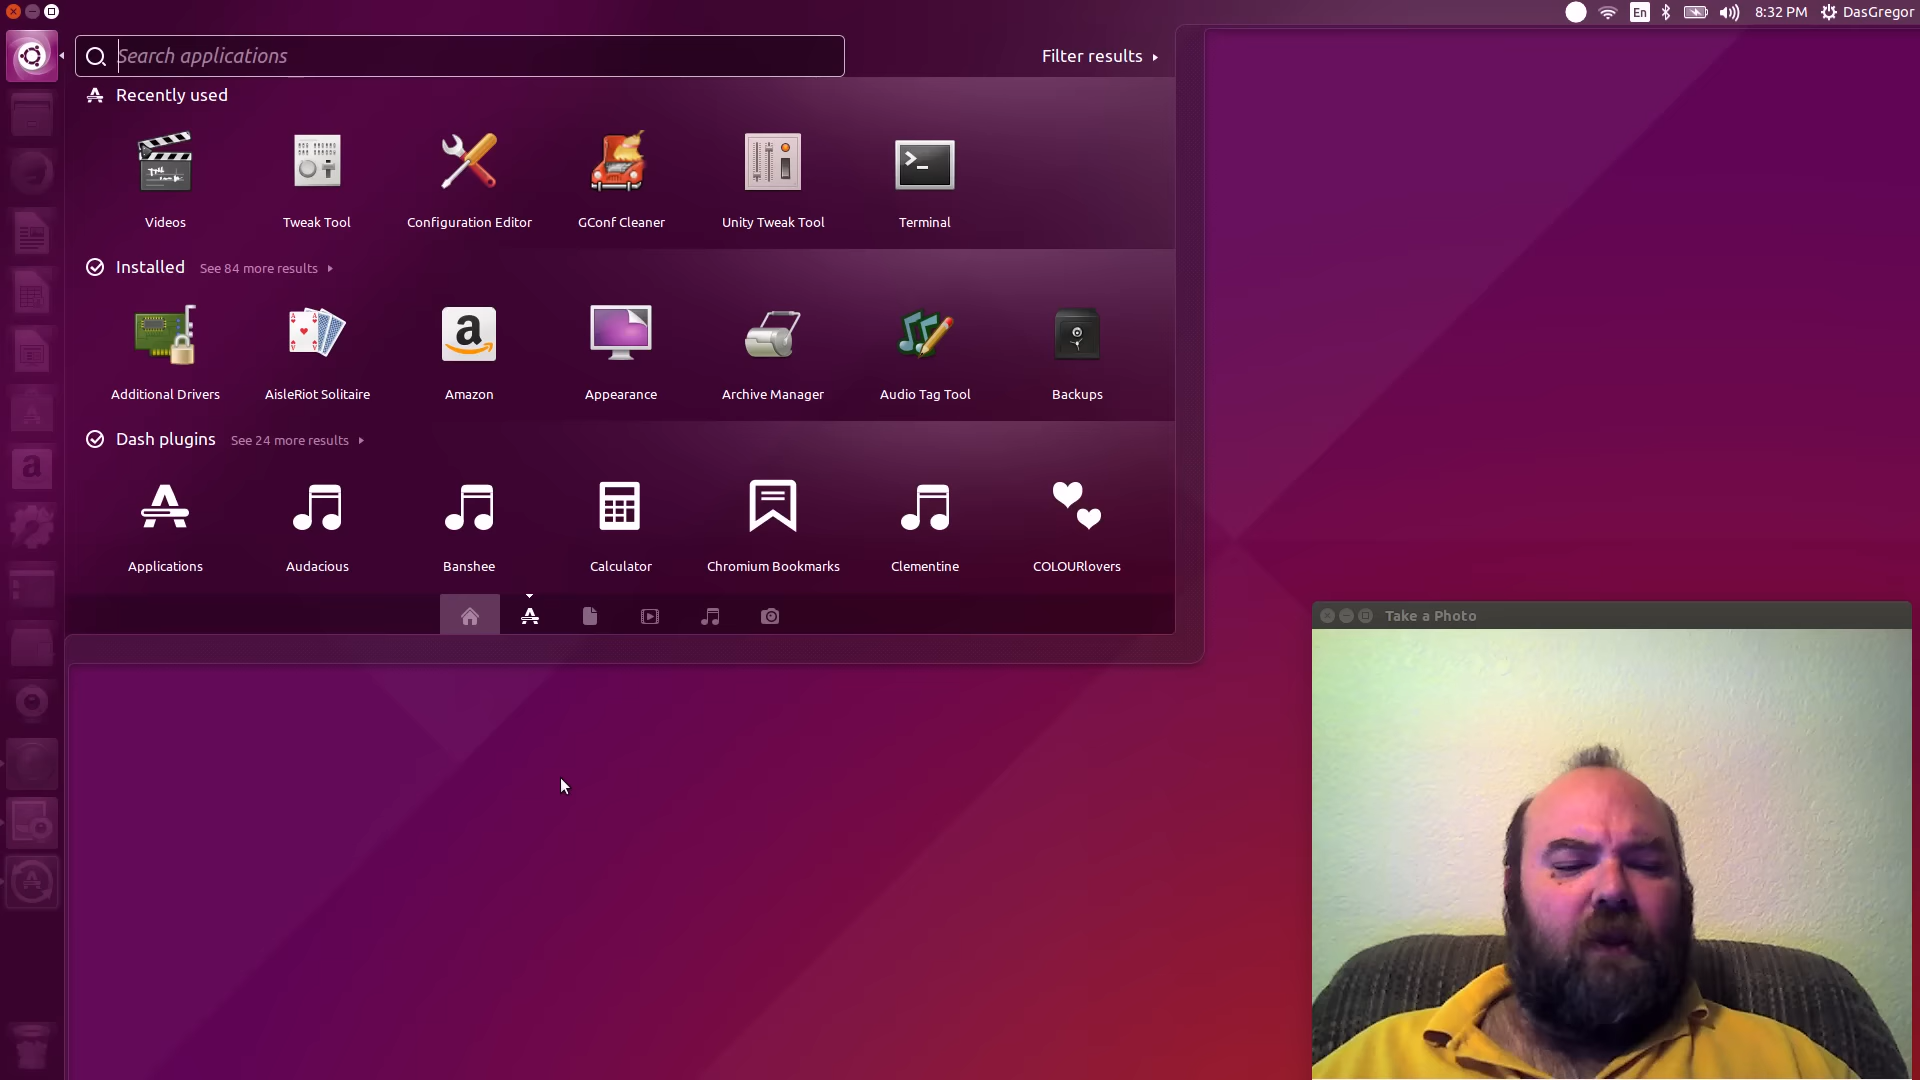 En 8:32 PM DasGregor
Search applications
Filter results
Recently used
Videos Tweak Tool Configuration Editor GConf Cleaner Unity Tweak Tool Terminal
Installed See 84 more results
Additional Drivers AisleRiot Solitaire Amazon Appearance Archive Manager Audio Tag Tool Backups
Dash plugins See 24 more results
Applications Audacious Banshee Calculator Chromium Bookmarks Clementine COLOURlovers
Take a Photo